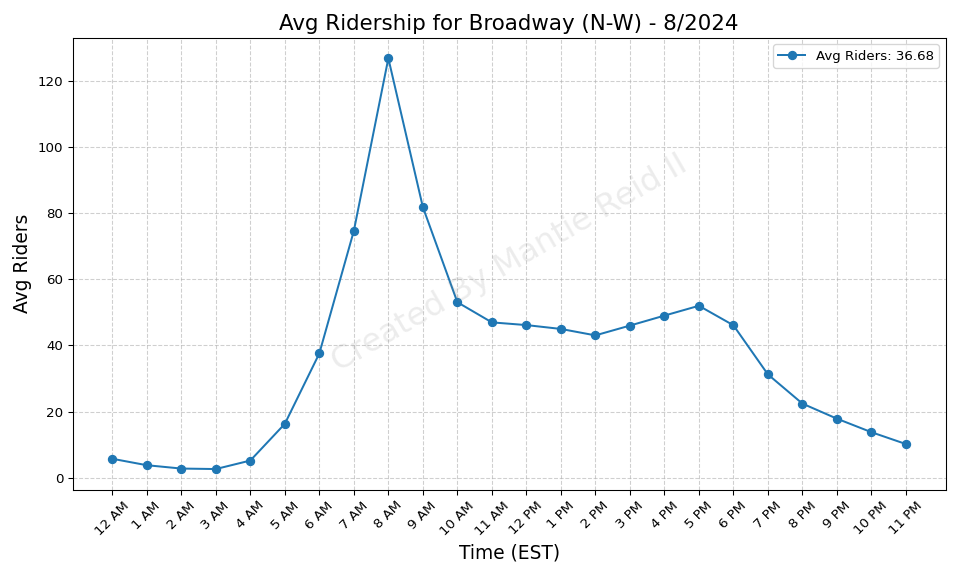 Avg Ridership for Broadway (N-W) - 8/2024
Avg Riders: 36.68
Avg Riders
120
100
80
60
40
20
0
Created By Mantle Reid II
12 AM
1 AM
2 AM
3 AM
4 AM
5 AM
6 AM
7 AM
8 AM
9 AM
10 AM
11 AM
12 PM
1 PM
2 PM
3 PM
4 PM
5 PM
6 PM
7 PM
8 PM
9 PM
10 PM
11 PM
Time (EST)